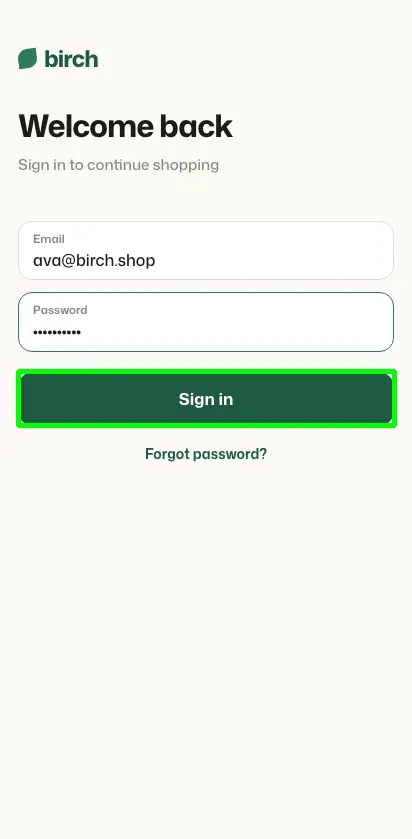 birch
Welcome back
Sign in to continue shopping
Email
ava@birch.shop
Password
••••••••••
Sign in
Forgot password?